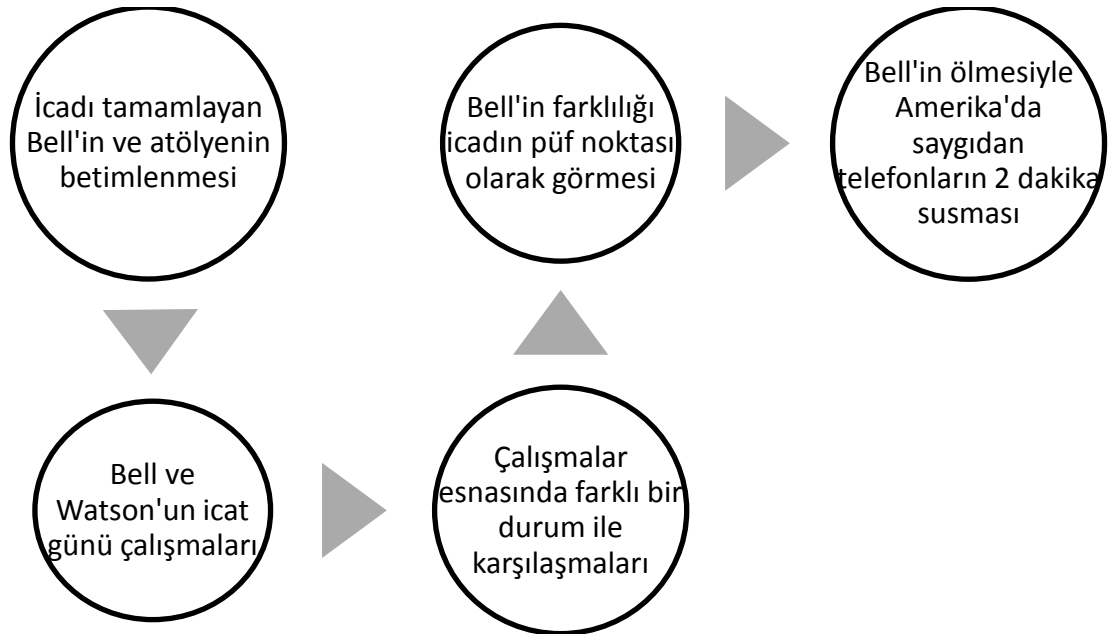 İcadı tamamlayan
Bell'in ve atölyenin
betimlenmesi
Bell ve
Watson'un icat
günü çalışmaları
Çalışmalar
esnasında farklı bir
durum ile
karşılaşmaları
Bell'in farklılığı
icadın püf noktası
olarak görmesi
Bell'in ölmesiyle
Amerika'da
saygıdan
telefonların 2 dakika
susması